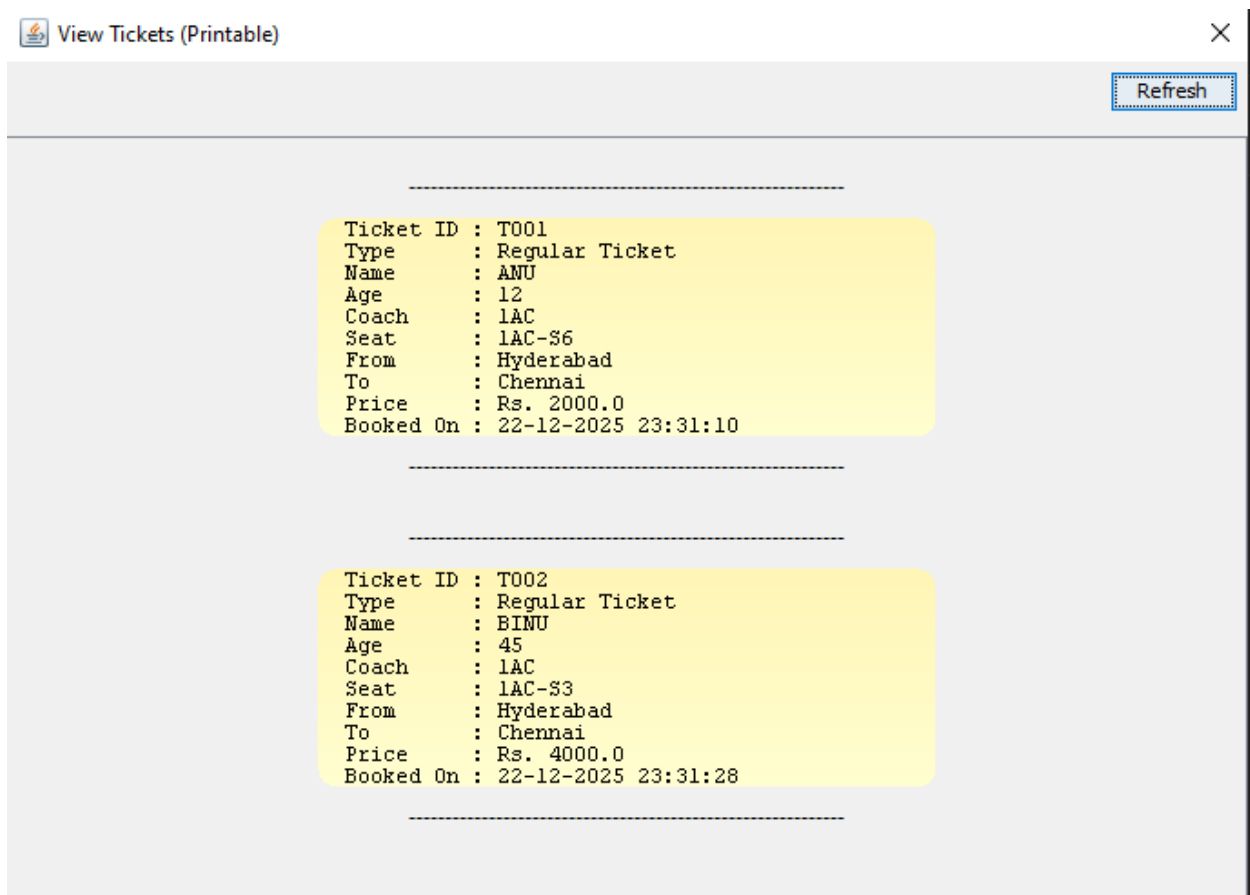 View Tickets (Printable)
Refresh
------------------------------------------------------------
Ticket ID : T001
Type      : Regular Ticket
Name      : ANU
Age       : 12
Coach     : 1AC
Seat      : 1AC-S6
From      : Hyderabad
To        : Chennai
Price     : Rs. 2000.0
Booked On : 22-12-2025 23:31:10
------------------------------------------------------------
------------------------------------------------------------
Ticket ID : T002
Type      : Regular Ticket
Name      : BINU
Age       : 45
Coach     : 1AC
Seat      : 1AC-S3
From      : Hyderabad
To        : Chennai
Price     : Rs. 4000.0
Booked On : 22-12-2025 23:31:28
------------------------------------------------------------